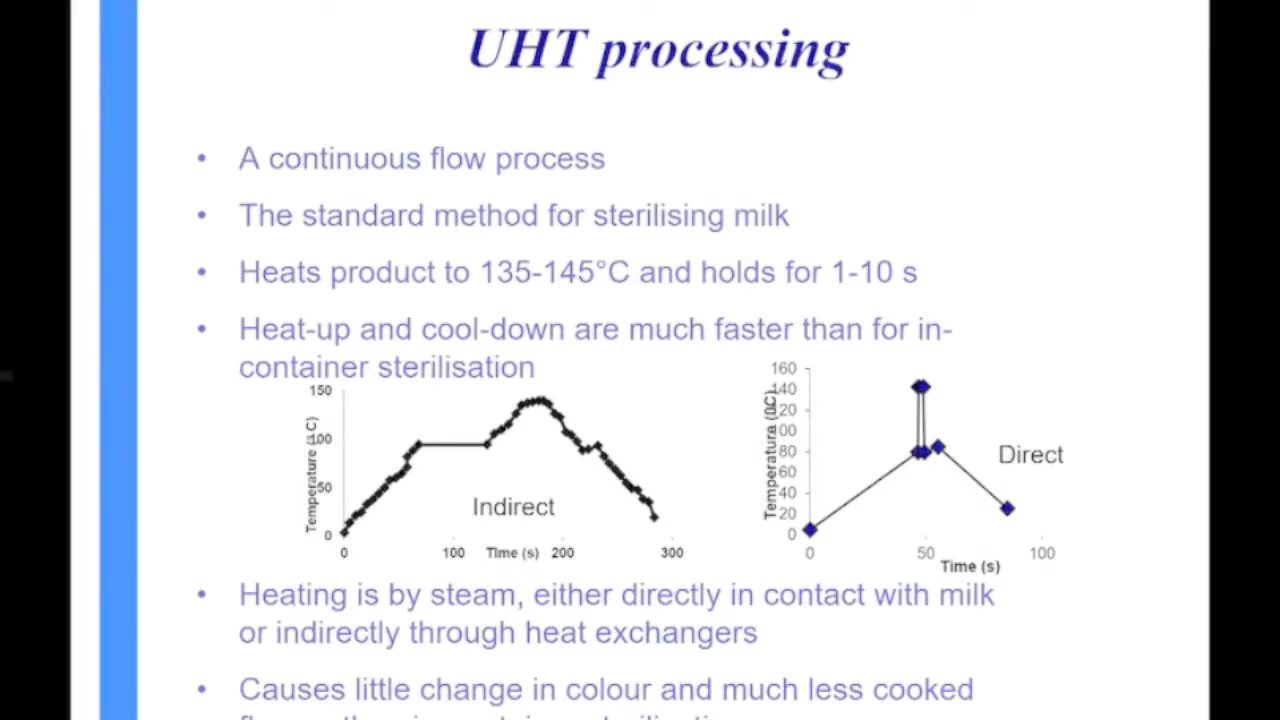 UHT processing
• A continuous flow process
• The standard method for sterilising milk
• Heats product to 135-145°C and holds for 1-10 s
• Heat-up and cool-down are much faster than for in-
container sterilisation
150
100
50
0
Temperature (
C)
0
100
Time (s)
200
300
Indirect
160
140
120
100
80
60
40
20
0
Temperatura (0C)
0
50
100
Time (s)
Direct
• Heating is by steam, either directly in contact with milk
or indirectly through heat exchangers
• Causes little change in colour and much less cooked